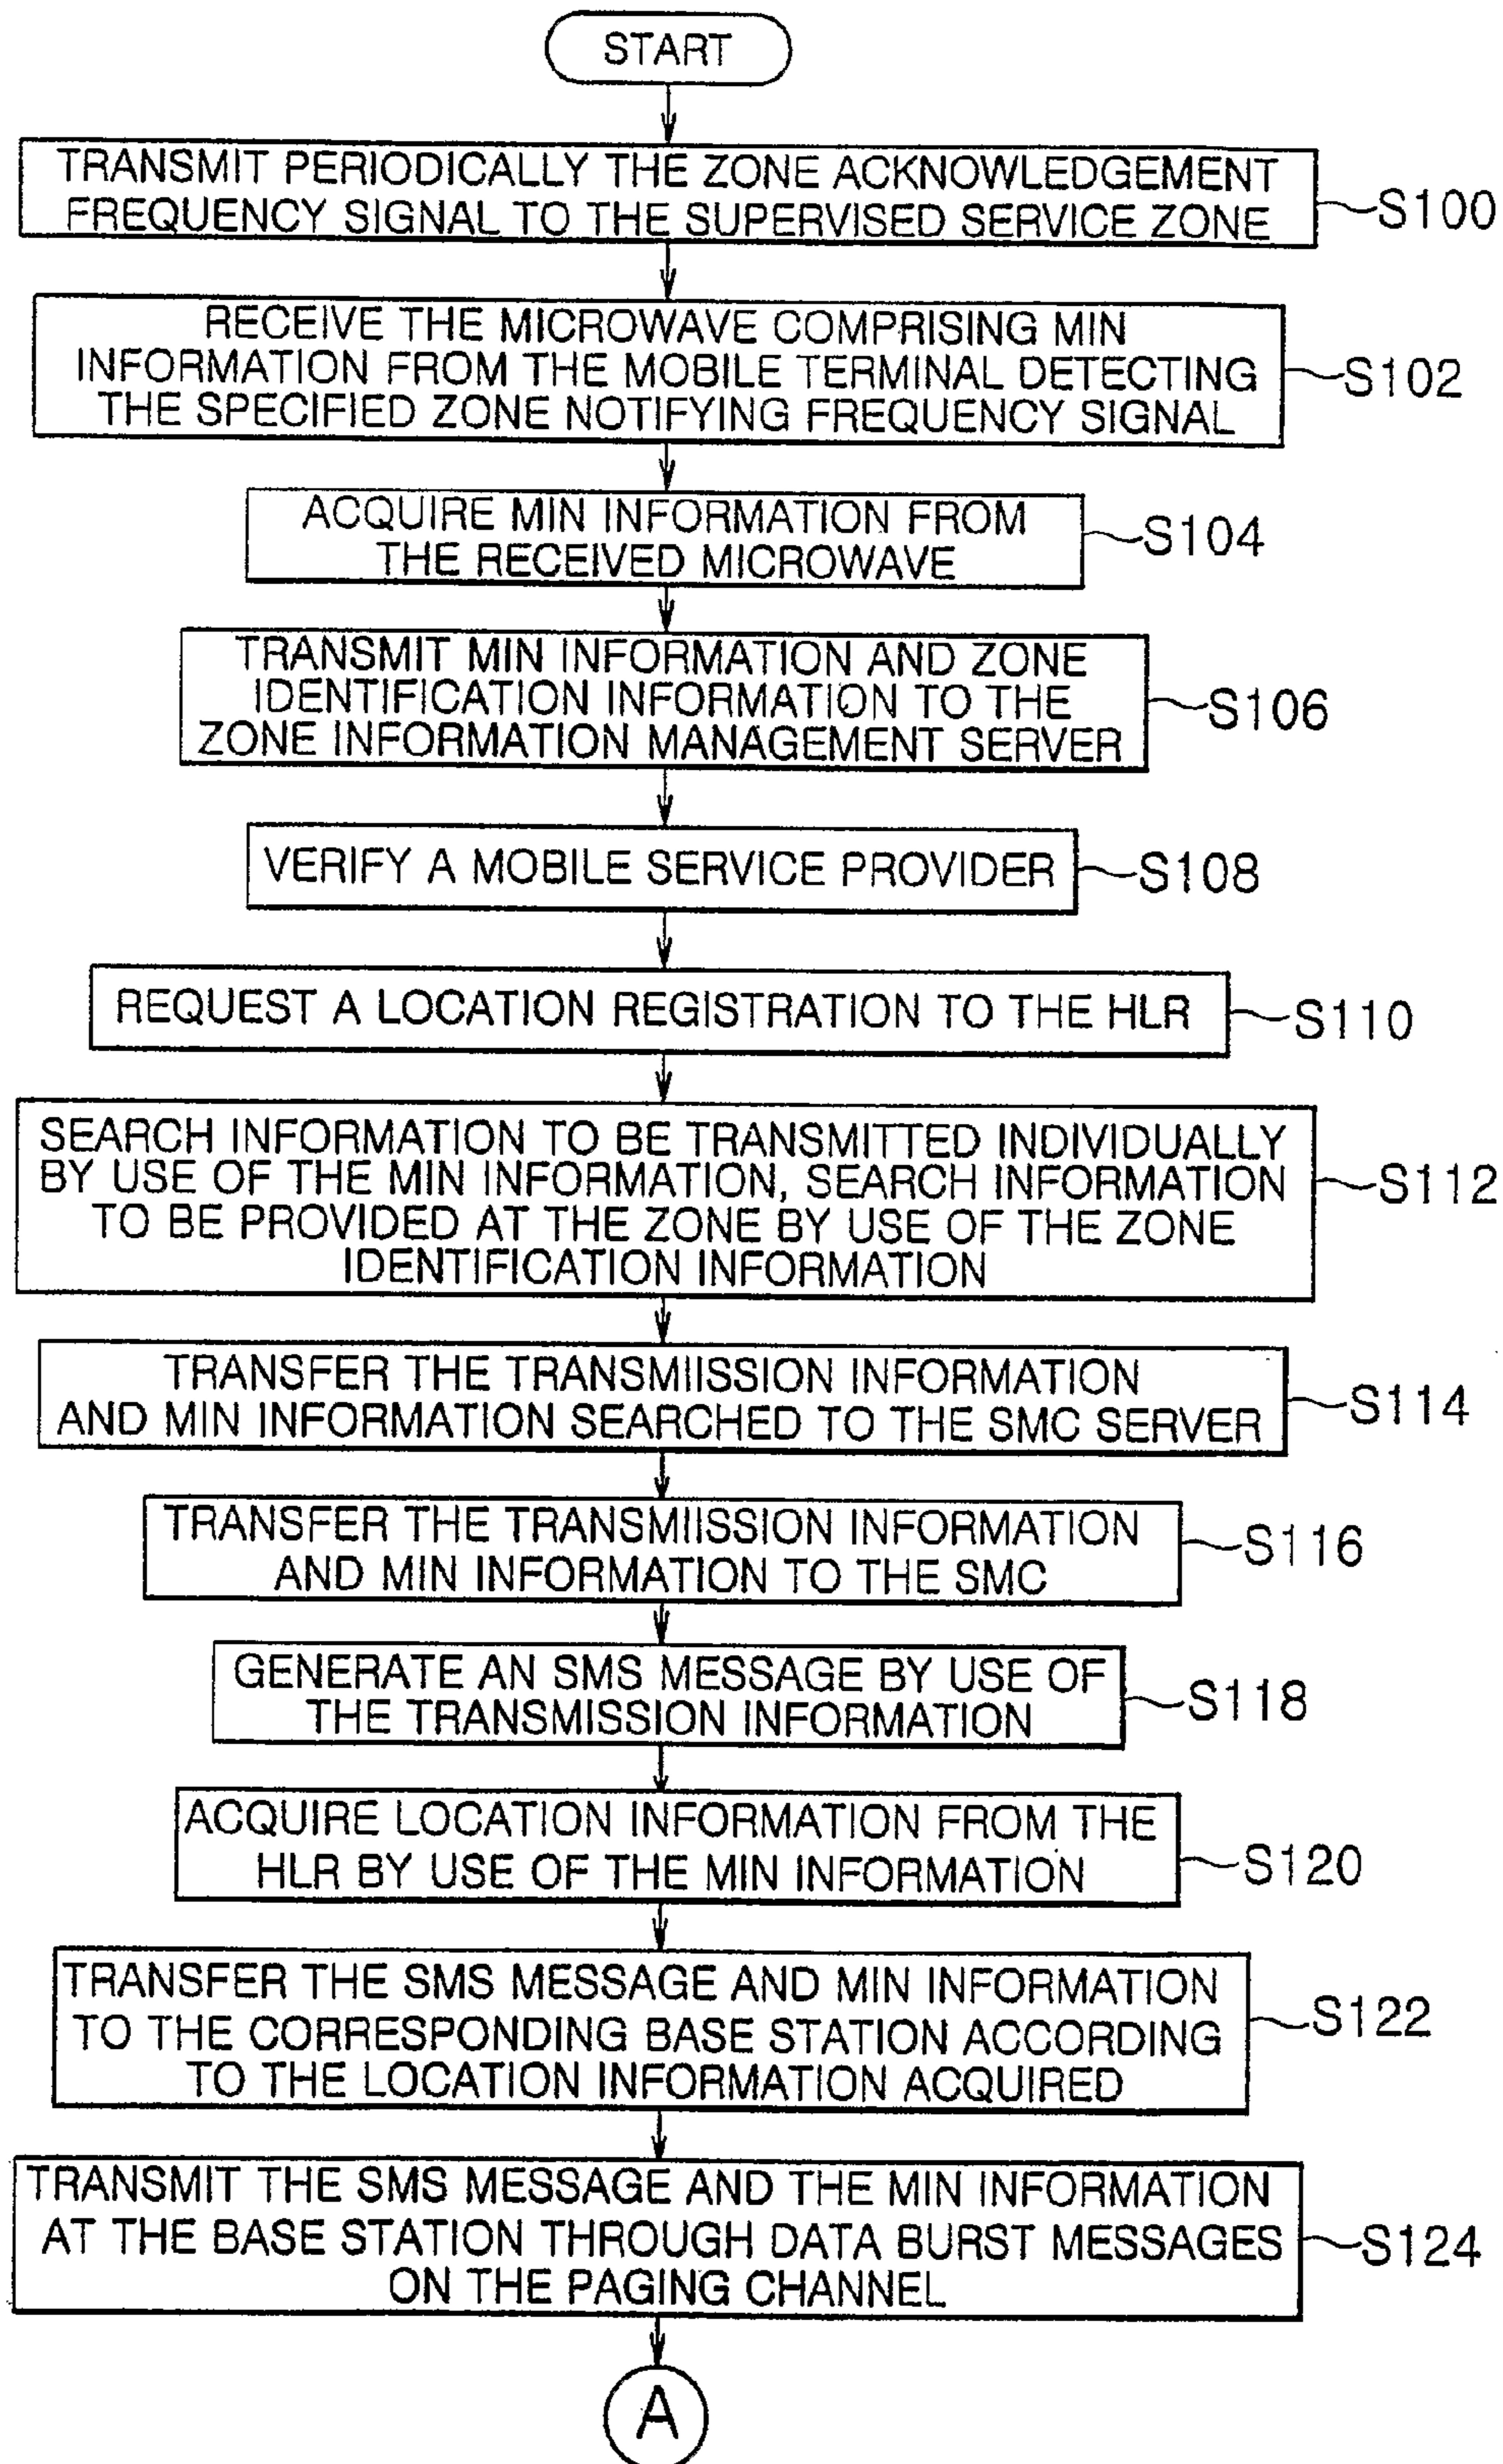 START
TRANSMIT PERIODICALLY THE ZONE ACKNOWLEDGEMENT
FREQUENCY SIGNAL TO THE SUPERVISED SERVICE ZONE
S100
RECEIVE THE MICROWAVE COMPRISING MIN
INFORMATION FROM THE MOBILE TERMINAL DETECTING
THE SPECIFIED ZONE NOTIFYING FREQUENCY SIGNAL
S102
ACQUIRE MIN INFORMATION FROM
THE RECEIVED MICROWAVE
S104
TRANSMIT MIN INFORMATION AND ZONE
IDENTIFICATION INFORMATION TO THE
ZONE INFORMATION MANAGEMENT SERVER
S106
VERIFY A MOBILE SERVICE PROVIDER
S108
REQUEST A LOCATION REGISTRATION TO THE HLR
S110
SEARCH INFORMATION TO BE TRANSMITTED INDIVIDUALLY
BY USE OF THE MIN INFORMATION, SEARCH INFORMATION
TO BE PROVIDED AT THE ZONE BY USE OF THE ZONE
IDENTIFICATION INFORMATION
S112
TRANSFER THE TRANSMIISSION INFORMATION
AND MIN INFORMATION SEARCHED TO THE SMC SERVER
S114
TRANSFER THE TRANSMIISSION INFORMATION
AND MIN INFORMATION TO THE SMC
S116
GENERATE AN SMS MESSAGE BY USE OF
THE TRANSMISSION INFORMATION
S118
ACQUIRE LOCATION INFORMATION FROM THE
HLR BY USE OF THE MIN INFORMATION
S120
TRANSFER THE SMS MESSAGE AND MIN INFORMATION
TO THE CORRESPONDING BASE STATION ACCORDING
TO THE LOCATION INFORMATION ACQUIRED
S122
TRANSMIT THE SMS MESSAGE AND THE MIN INFORMATION
AT THE BASE STATION THROUGH DATA BURST MESSAGES
ON THE PAGING CHANNEL
S124
A